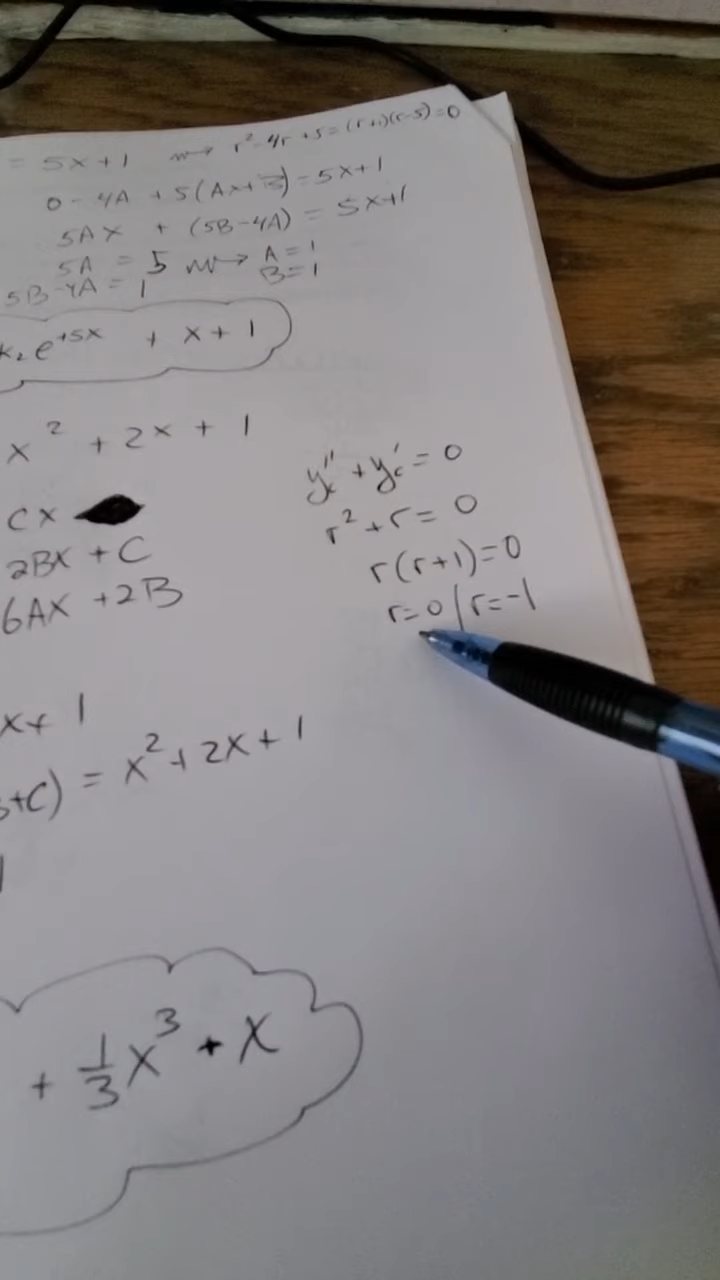 = 5x+1 ⇝ r² - 4r + 5 = (r+1)(r-5) = 0
0 - 4A + 5(Ax+B) = 5x+1
5Ax + (5B-4A) = 5x+1
5A = 5 ⇝ A = 1
5B-4A = 1 B = 1
k₂e⁺⁵ˣ + x + 1
x² + 2x + 1
y''c + y'c = 0
r² + r = 0
cx
r(r+1) = 0
2Bx + C
r=0 / r=-1
6Ax + 2B
x+1
+C) = x² + 2x + 1
+ 1/3 x³ + x